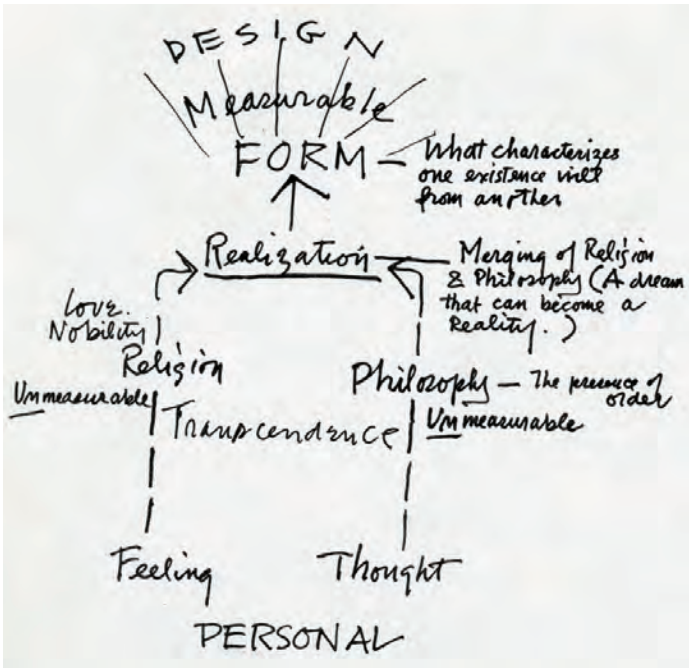 DESIGN
Measurable
FORM — What characterizes
one existence will
from another
Realization — Merging of Religion
& Philosophy (A dream
that can become a
Reality.)
Love.
Nobility
Religion
Philosophy — The presence of
order
Unmeasurable
Transcendence
Unmeasurable
Feeling
Thought
PERSONAL